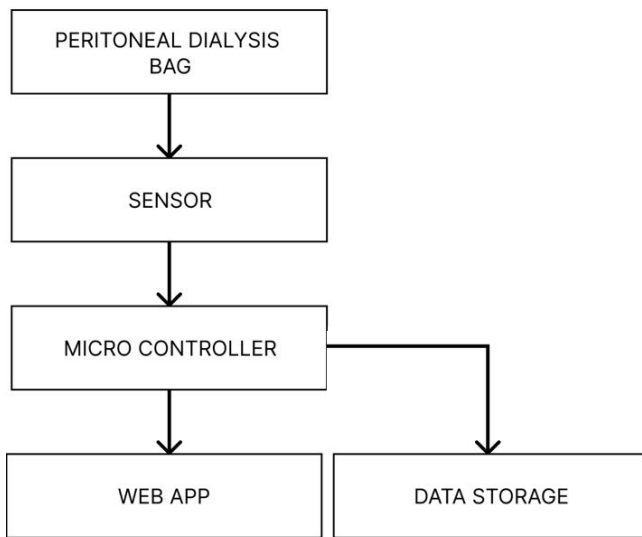 PERITONEAL DIALYSIS
BAG
SENSOR
MICRO CONTROLLER
WEB APP
DATA STORAGE